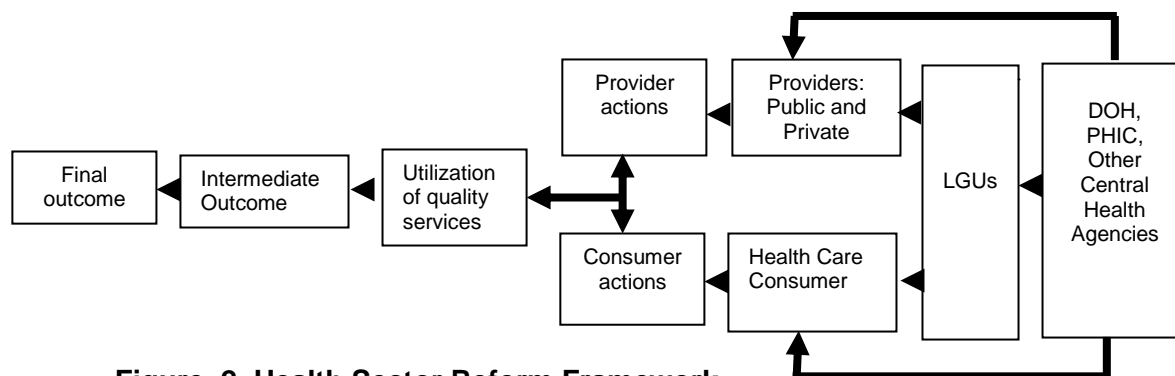 Final
outcome
Intermediate
Outcome
Utilization
of quality
services
Provider
actions
Consumer
actions
Providers:
Public and
Private
Health Care
Consumer
LGUs
DOH,
PHIC,
Other
Central
Health
Agencies
Figure Health Sector Reform Framework